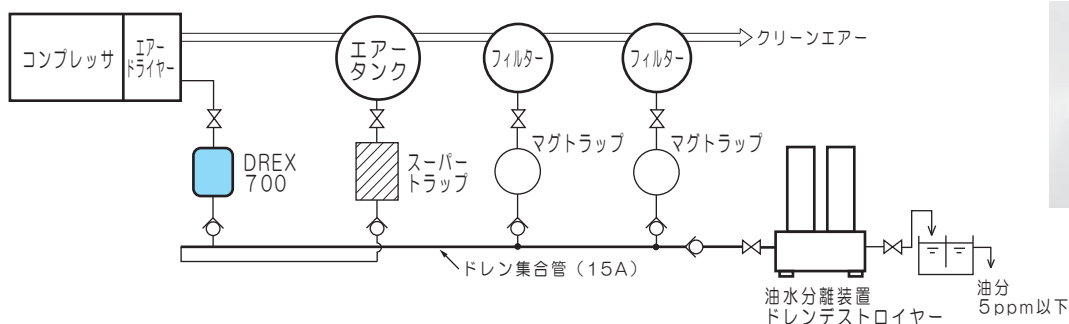 コンプレッサ
エアー
ドライヤー
エアー
タンク
フィルター
フィルター
クリーンエアー
DREX
700
スーパー
トラップ
マグトラップ
マグトラップ
ドレン集合管（15A）
油水分離装置
ドレンデストロイヤー
油分
5ppm以下